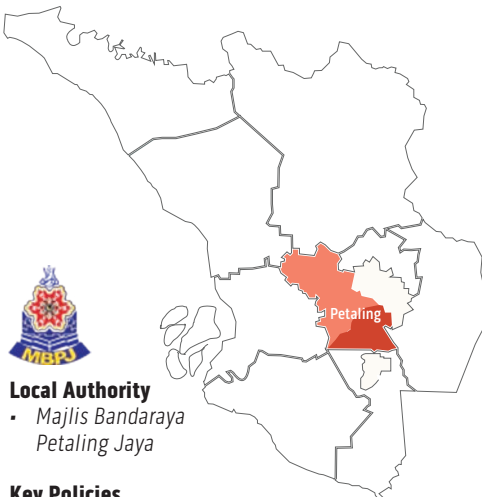 Petaling
MBPJ
Local Authority
• Majlis Bandaraya
Petaling Jaya
Key Policies